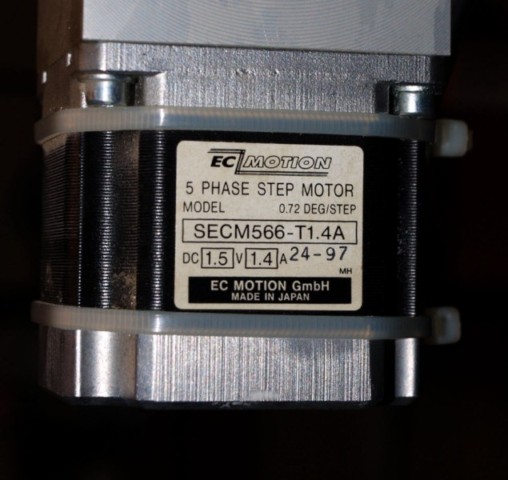 EC MOTION
5 PHASE STEP MOTOR
MODEL 0.72 DEG/STEP
SECM566-T1.4A
DC 1.5 V 1.4 A 24-97
MH
EC MOTION GmbH
MADE IN JAPAN